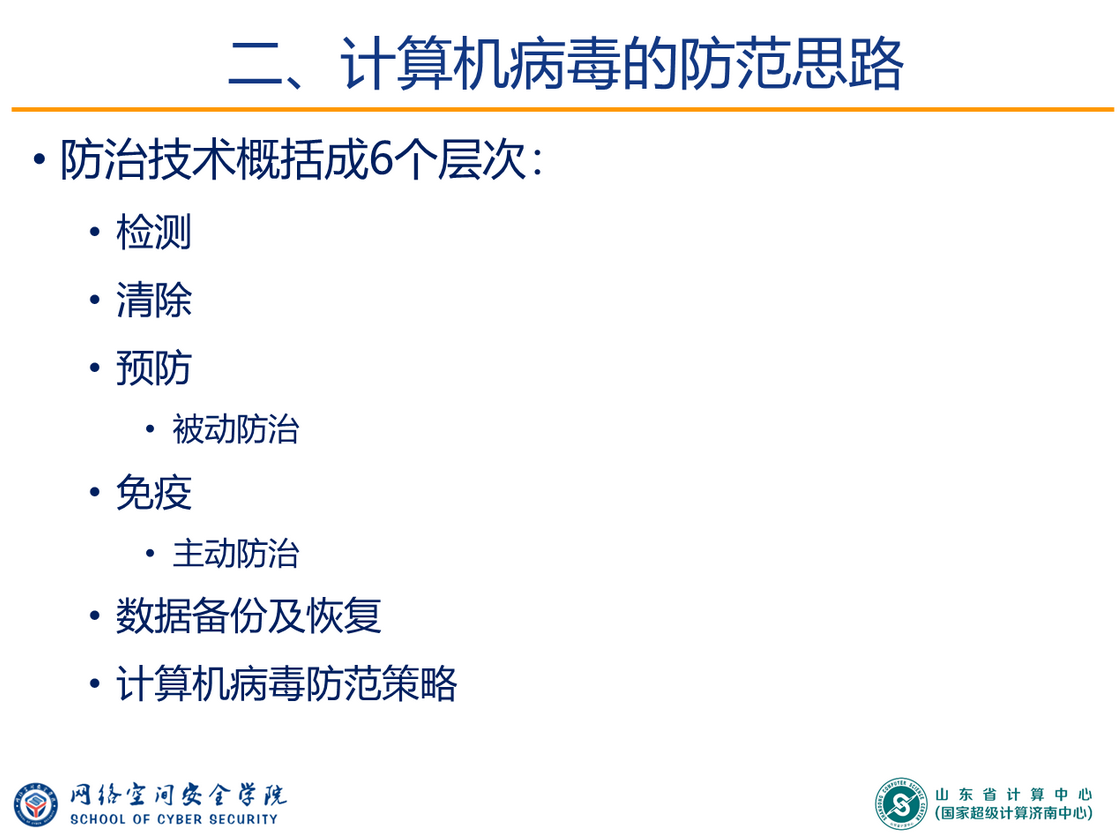 二、计算机病毒的防范思路
• 防治技术概括成6个层次：
• 检测
• 清除
• 预防
• 被动防治
• 免疫
• 主动防治
• 数据备份及恢复
• 计算机病毒防范策略
网络空间安全学院
SCHOOL OF CYBER SECURITY
山东省计算中心
(国家超级计算济南中心)